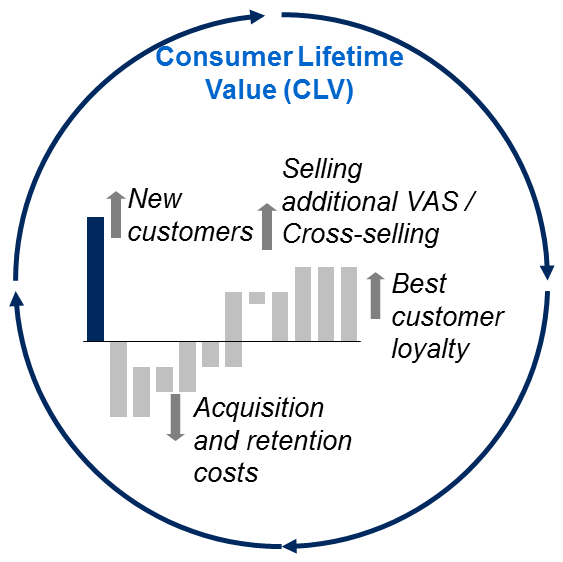 Consumer Lifetime
Value (CLV)
New
customers
Selling
additional VAS /
Cross-selling
Best
customer
loyalty
Acquisition
and retention
costs